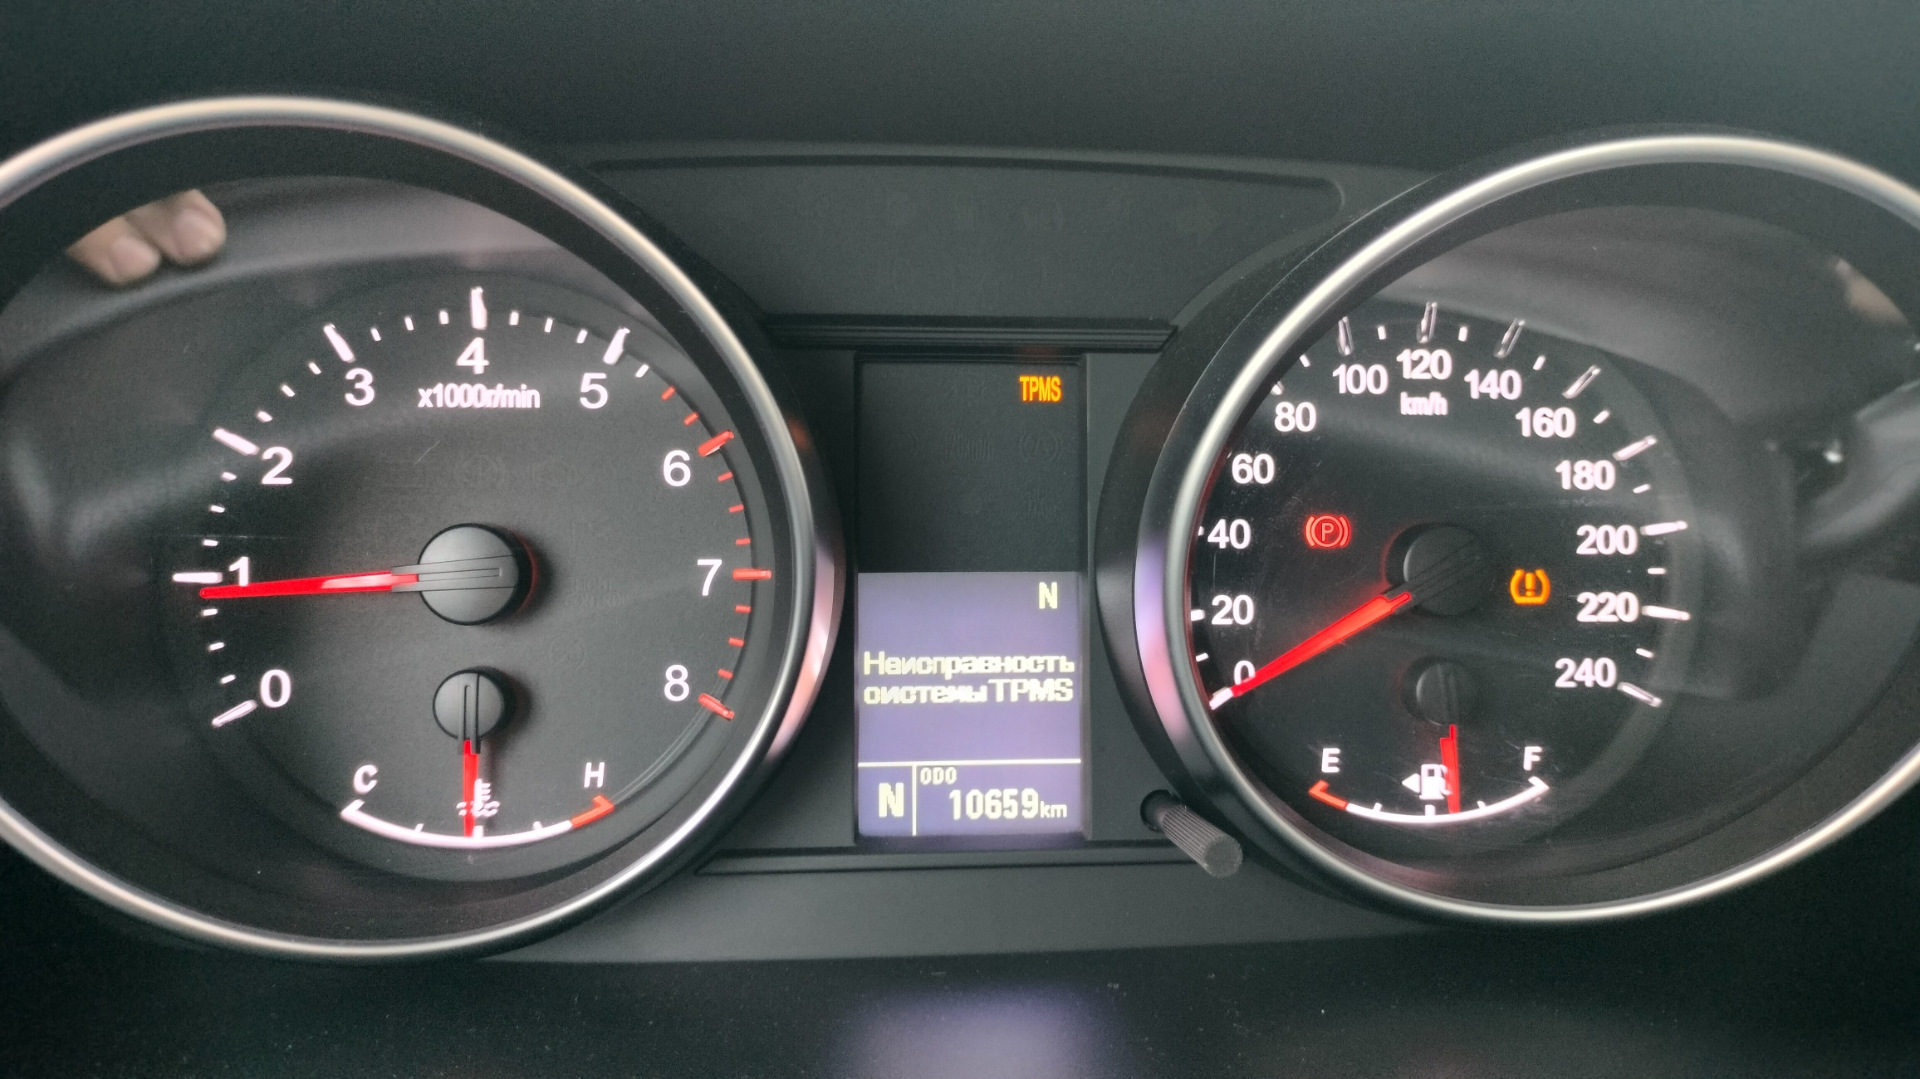 0
1
2
3
4
5
6
7
8
x1000r/min
C
H
TPMS
N
Неисправность
системы TPMS
N
ODO
10659km
0
20
40
60
80
100
120
140
160
180
200
220
240
km/h
P
E
F